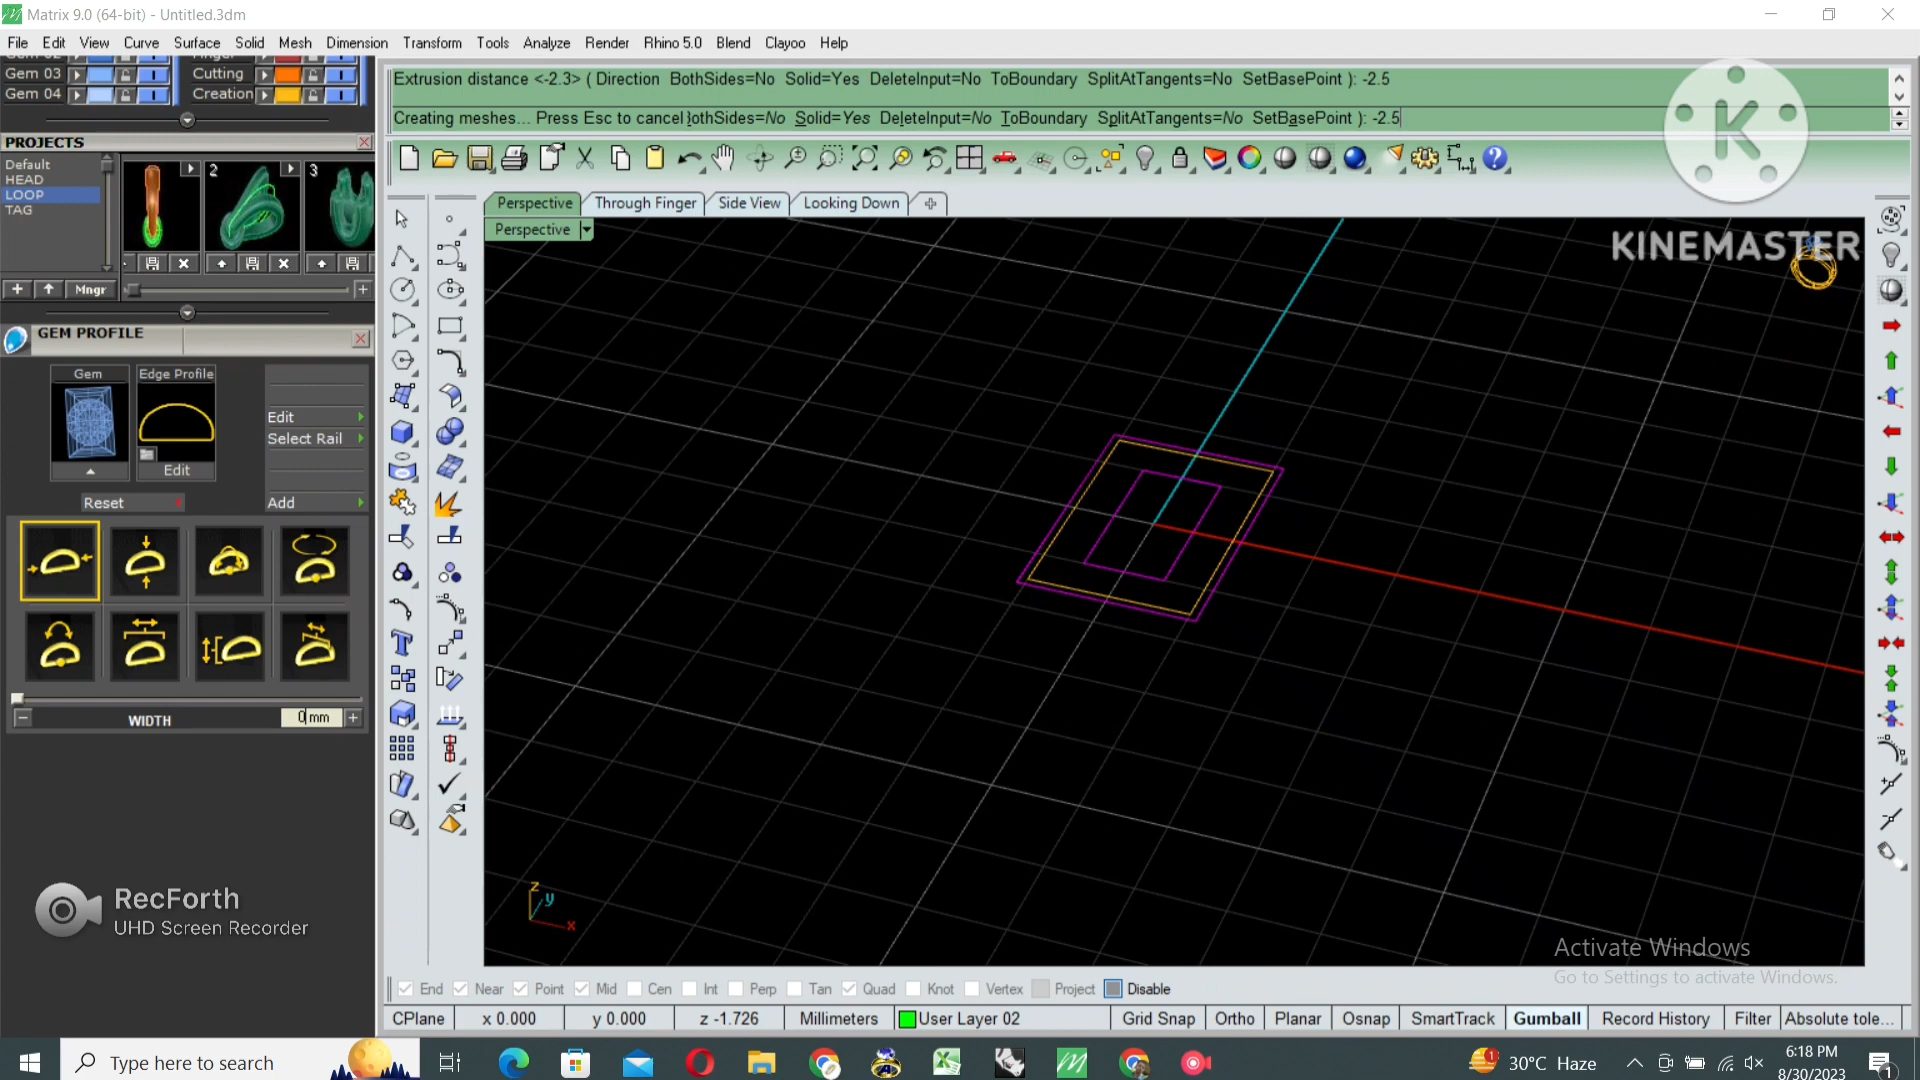 Matrix 9.0 (64-bit) - Untitled.3dm
File Edit View Curve Surface Solid Mesh Dimension Transform Tools Analyze Render Rhino 5.0 Blend Clayoo Help
Gem 03
Cutting
Gem 04
Creation
Extrusion distance <-2.3> ( Direction BothSides=No Solid=Yes DeleteInput=No ToBoundary SplitAtTangents=No SetBasePoint ): -2.5
Creating meshes... Press Esc to cancel othSides=No Solid=Yes DeleteInput=No ToBoundary SplitAtTangents=No SetBasePoint ): -2.5
K
PROJECTS
Default
HEAD
LOOP
TAG
2
3
Mngr
Perspective Through Finger Side View Looking Down
Perspective
KINEMASTER
GEM PROFILE
Gem
Edge Profile
Edit
Select Rail
Edit
Reset
Add
WIDTH
0 mm
RecForth
UHD Screen Recorder
z
y
x
Activate Windows
Go to Settings to activate Windows.
End Near Point Mid Cen Int Perp Tan Quad Knot Vertex Project Disable
CPlane x 0.000 y 0.000 z -1.726 Millimeters User Layer 02 Grid Snap Ortho Planar Osnap SmartTrack Gumball Record History Filter Absolute tole...
Type here to search
1
30°C Haze
6:18 PM
8/30/2023
1